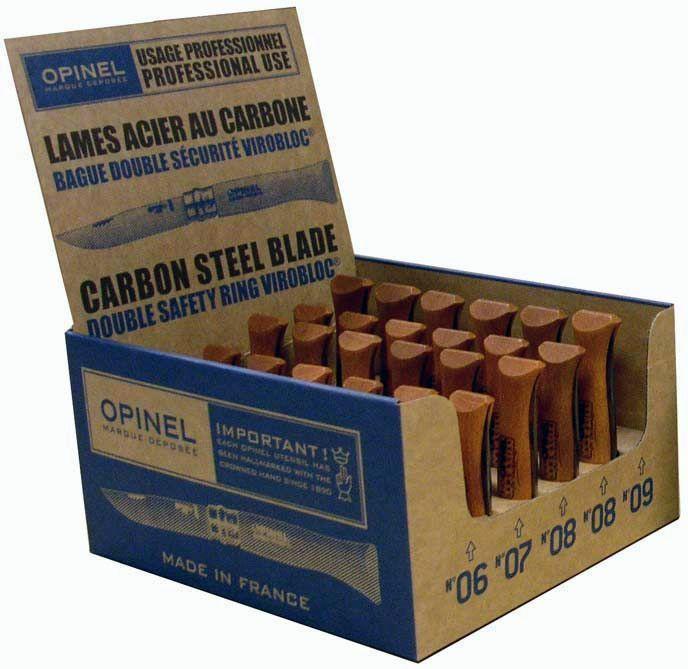 OPINEL
MARQUE DÉPOSÉE
USAGE PROFESSIONNEL
PROFESSIONAL USE
LAMES ACIER AU CARBONE
BAGUE DOUBLE SÉCURITÉ VIROBLOC®
CARBON STEEL BLADE
DOUBLE SAFETY RING VIROBLOC®
OPINEL
MARQUE DÉPOSÉE
IMPORTANT!
EACH OPINEL UTENSIL HAS
BEEN HALLMARKED WITH THE
CROWNED HAND SINCE 1890
MADE IN FRANCE
N°06 N°07 N°08 N°08 N°09